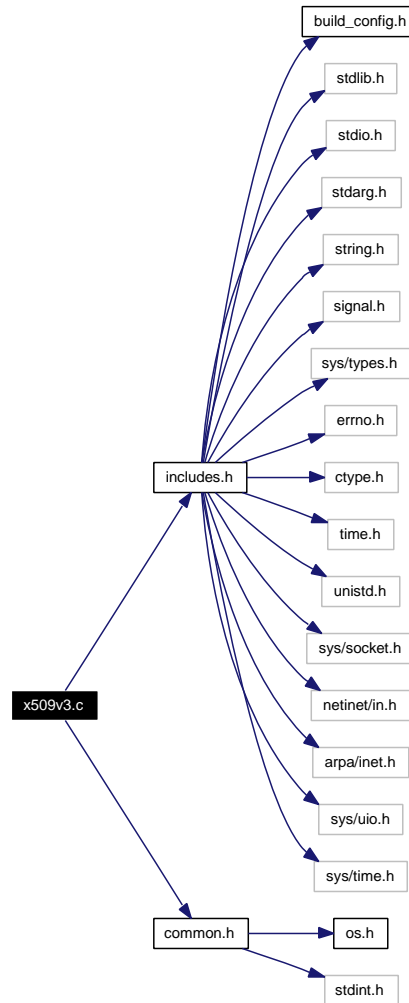 build_config.h
stdlib.h
stdio.h
stdarg.h
string.h
signal.h
sys/types.h
errno.h
includes.h
ctype.h
time.h
unistd.h
sys/socket.h
x509v3.c
netinet/in.h
arpa/inet.h
sys/uio.h
sys/time.h
common.h
os.h
stdint.h